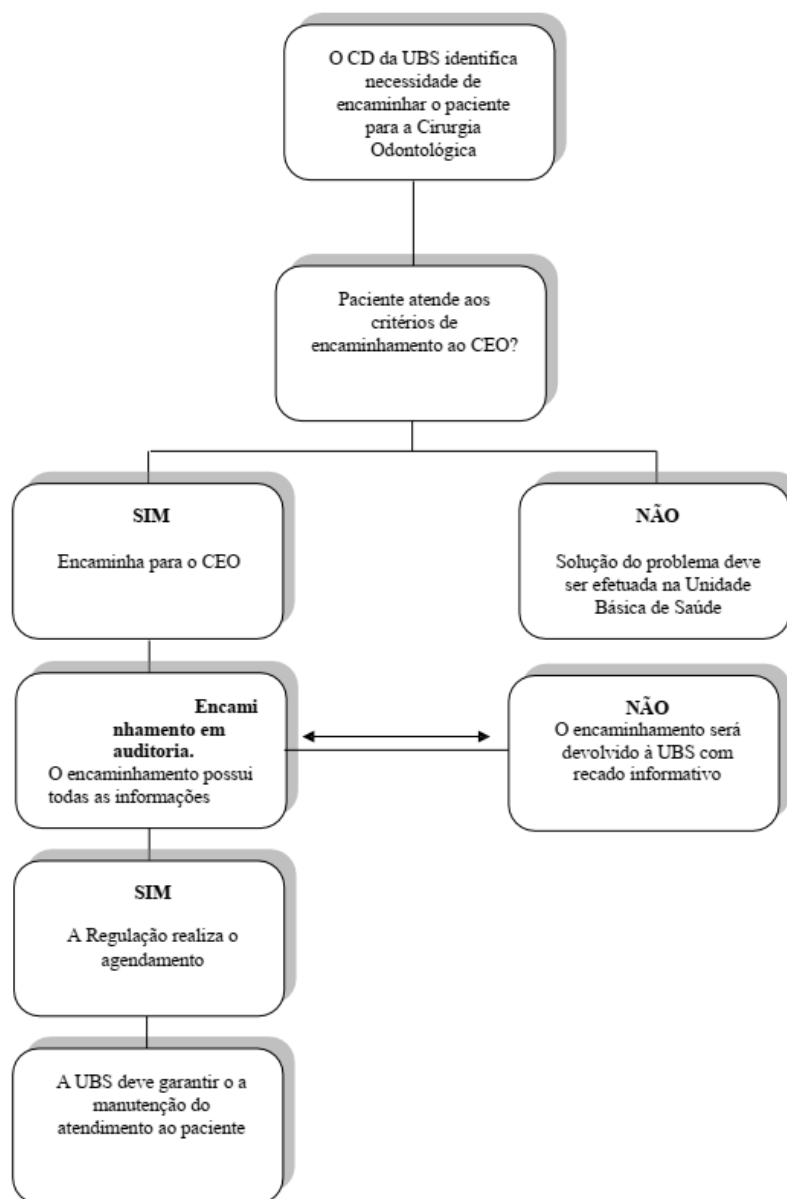 O CD da UBS identifica
necessidade de
encaminhar o paciente
para a Cirurgia
Odontológica
Paciente atende aos
critérios de
encaminhamento ao CEO?
SIM
Encaminha para o CEO
NÃO
Solução do problema deve
ser efetuada na Unidade
Básica de Saúde
Encami
nhamento em
auditoria.
O encaminhamento possui
todas as informações
NÃO
O encaminhamento será
devolvido à UBS com
recado informativo
SIM
A Regulação realiza o
agendamento
A UBS deve garantir o a
manutenção do
atendimento ao paciente